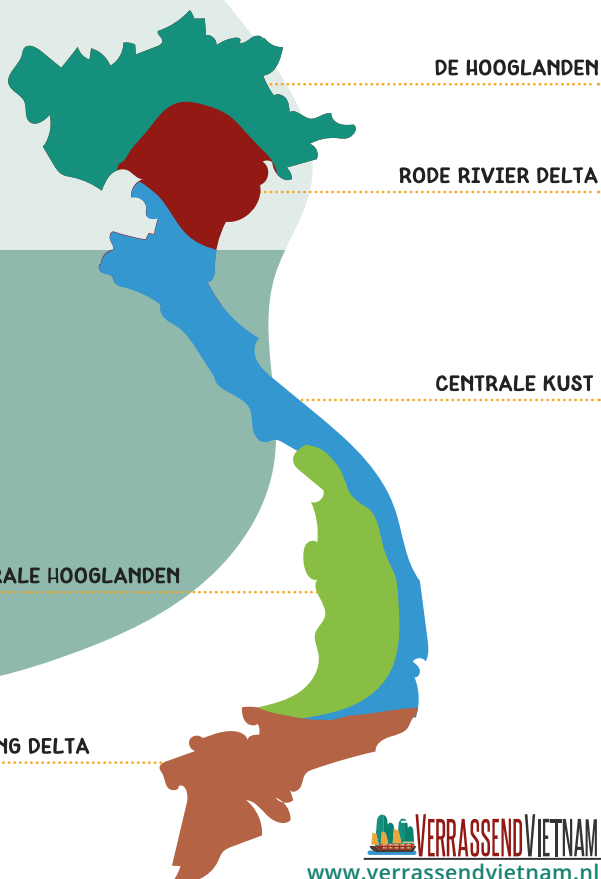 DE HOOGLANDEN
RODE RIVIER DELTA
CENTRALE KUST
RALE HOOGLANDEN
NG DELTA
VERRASSENDVIETNAM
www.verrassendvietnam.nl